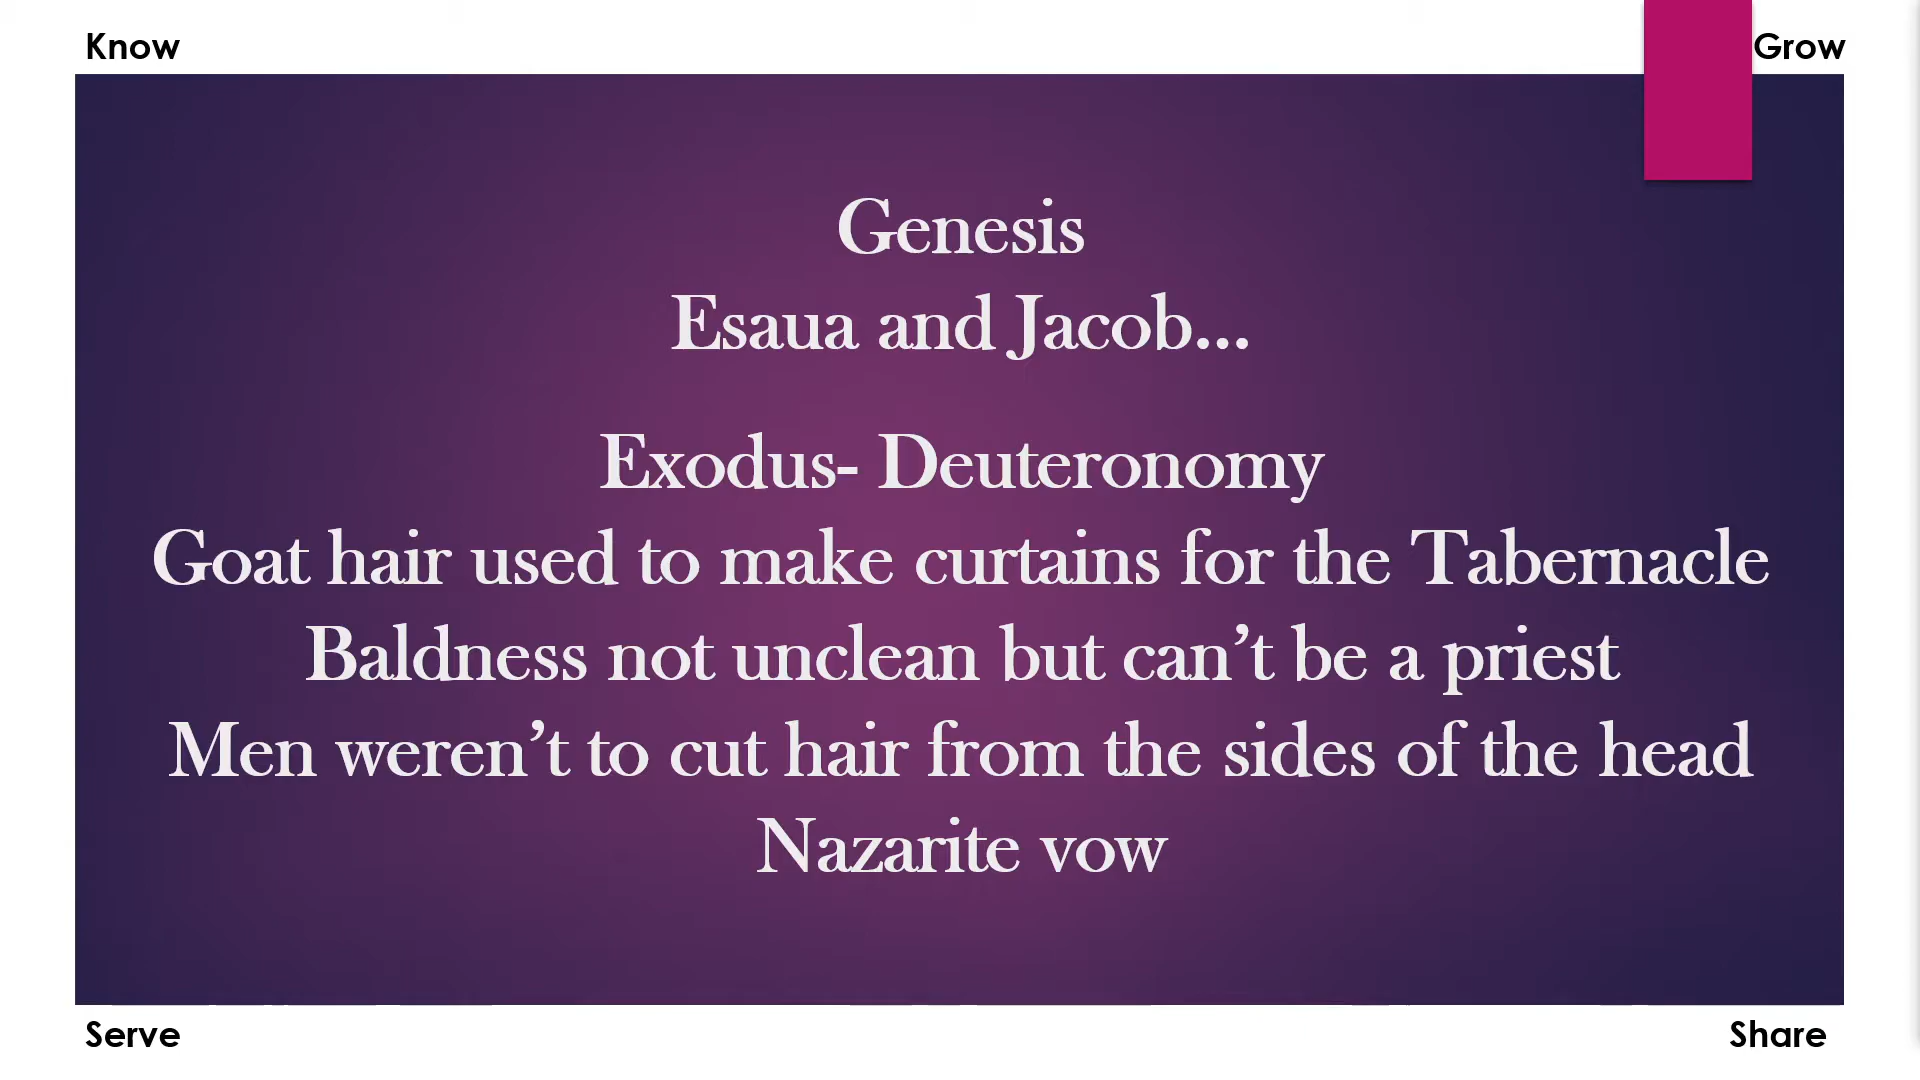 Know
Grow
Genesis
Esaua and Jacob...
Exodus- Deuteronomy
Goat hair used to make curtains for the Tabernacle
Baldness not unclean but can’t be a priest
Men weren’t to cut hair from the sides of the head
Nazarite vow
Serve
Share